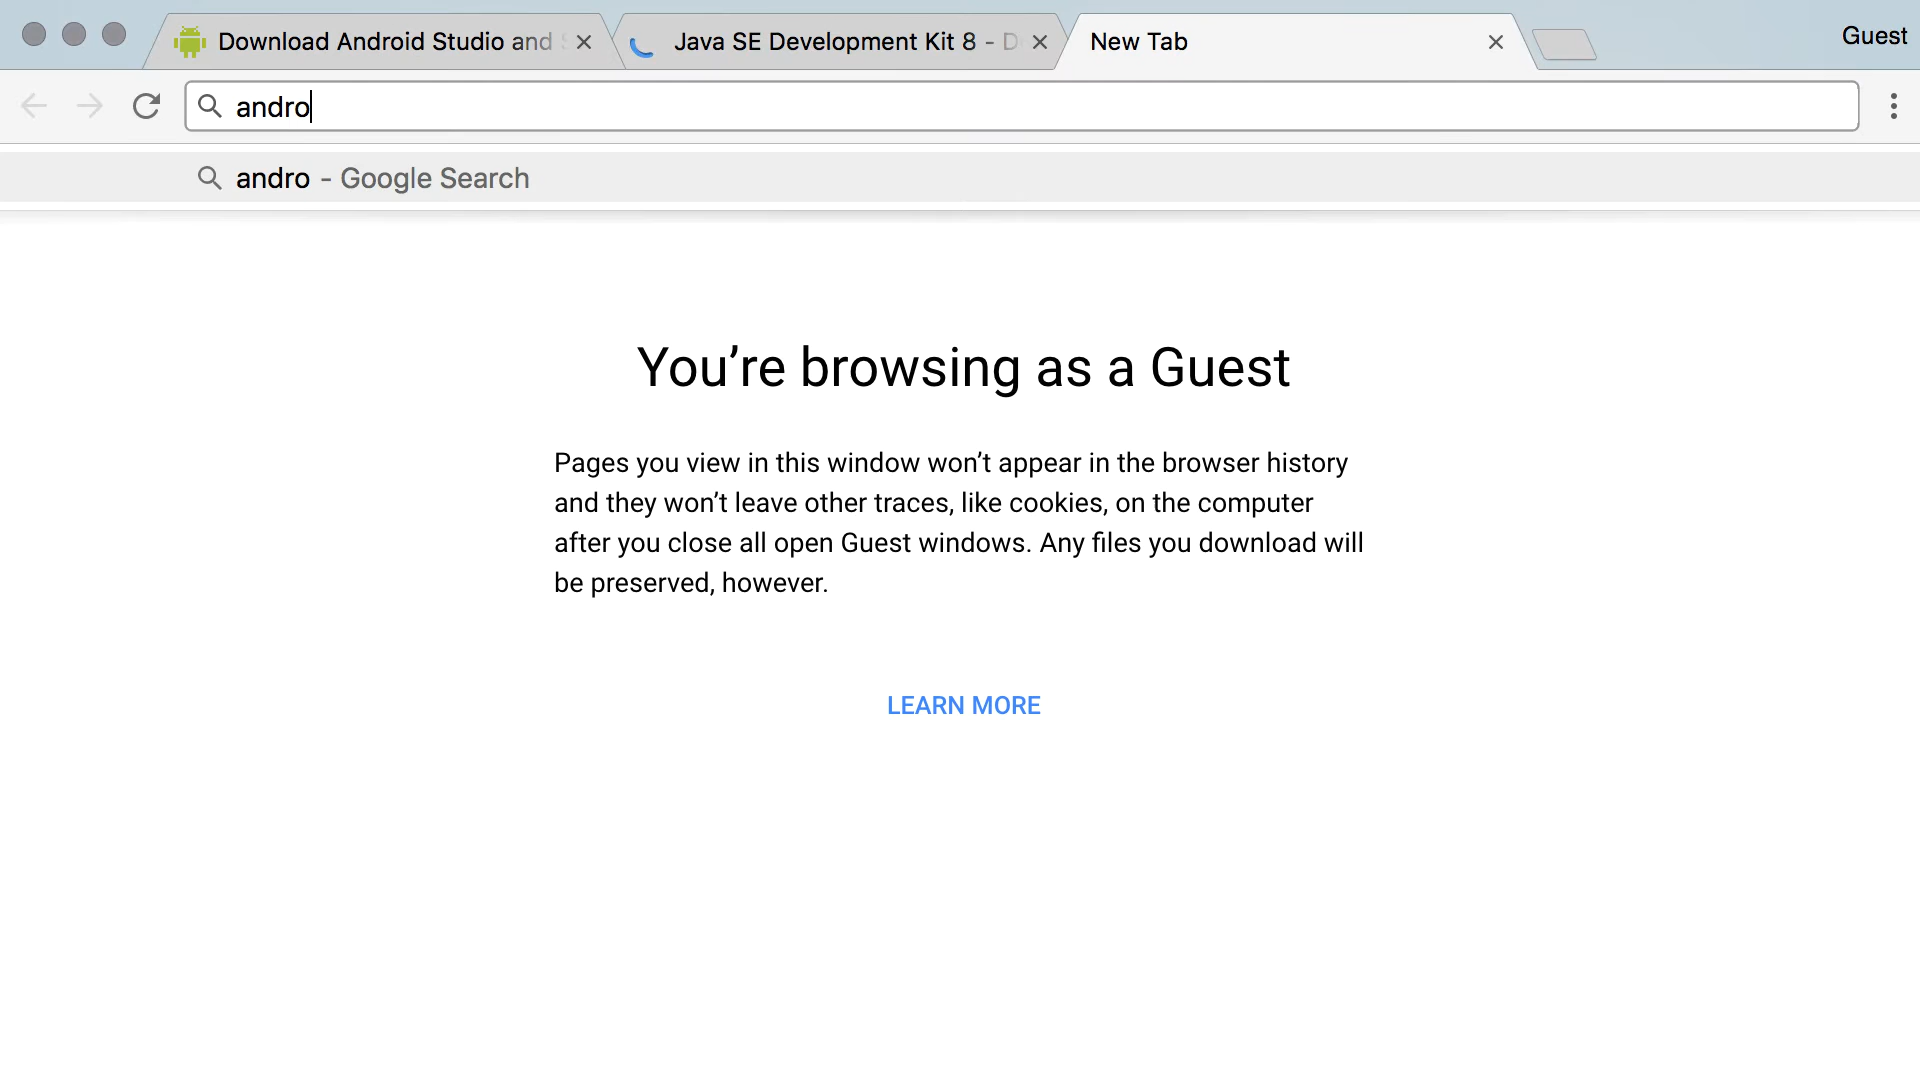 Download Android Studio and
Java SE Development Kit 8 - D
New Tab
Guest
andro
andro - Google Search
You’re browsing as a Guest
Pages you view in this window won’t appear in the browser history
and they won’t leave other traces, like cookies, on the computer
after you close all open Guest windows. Any files you download will
be preserved, however.
LEARN MORE